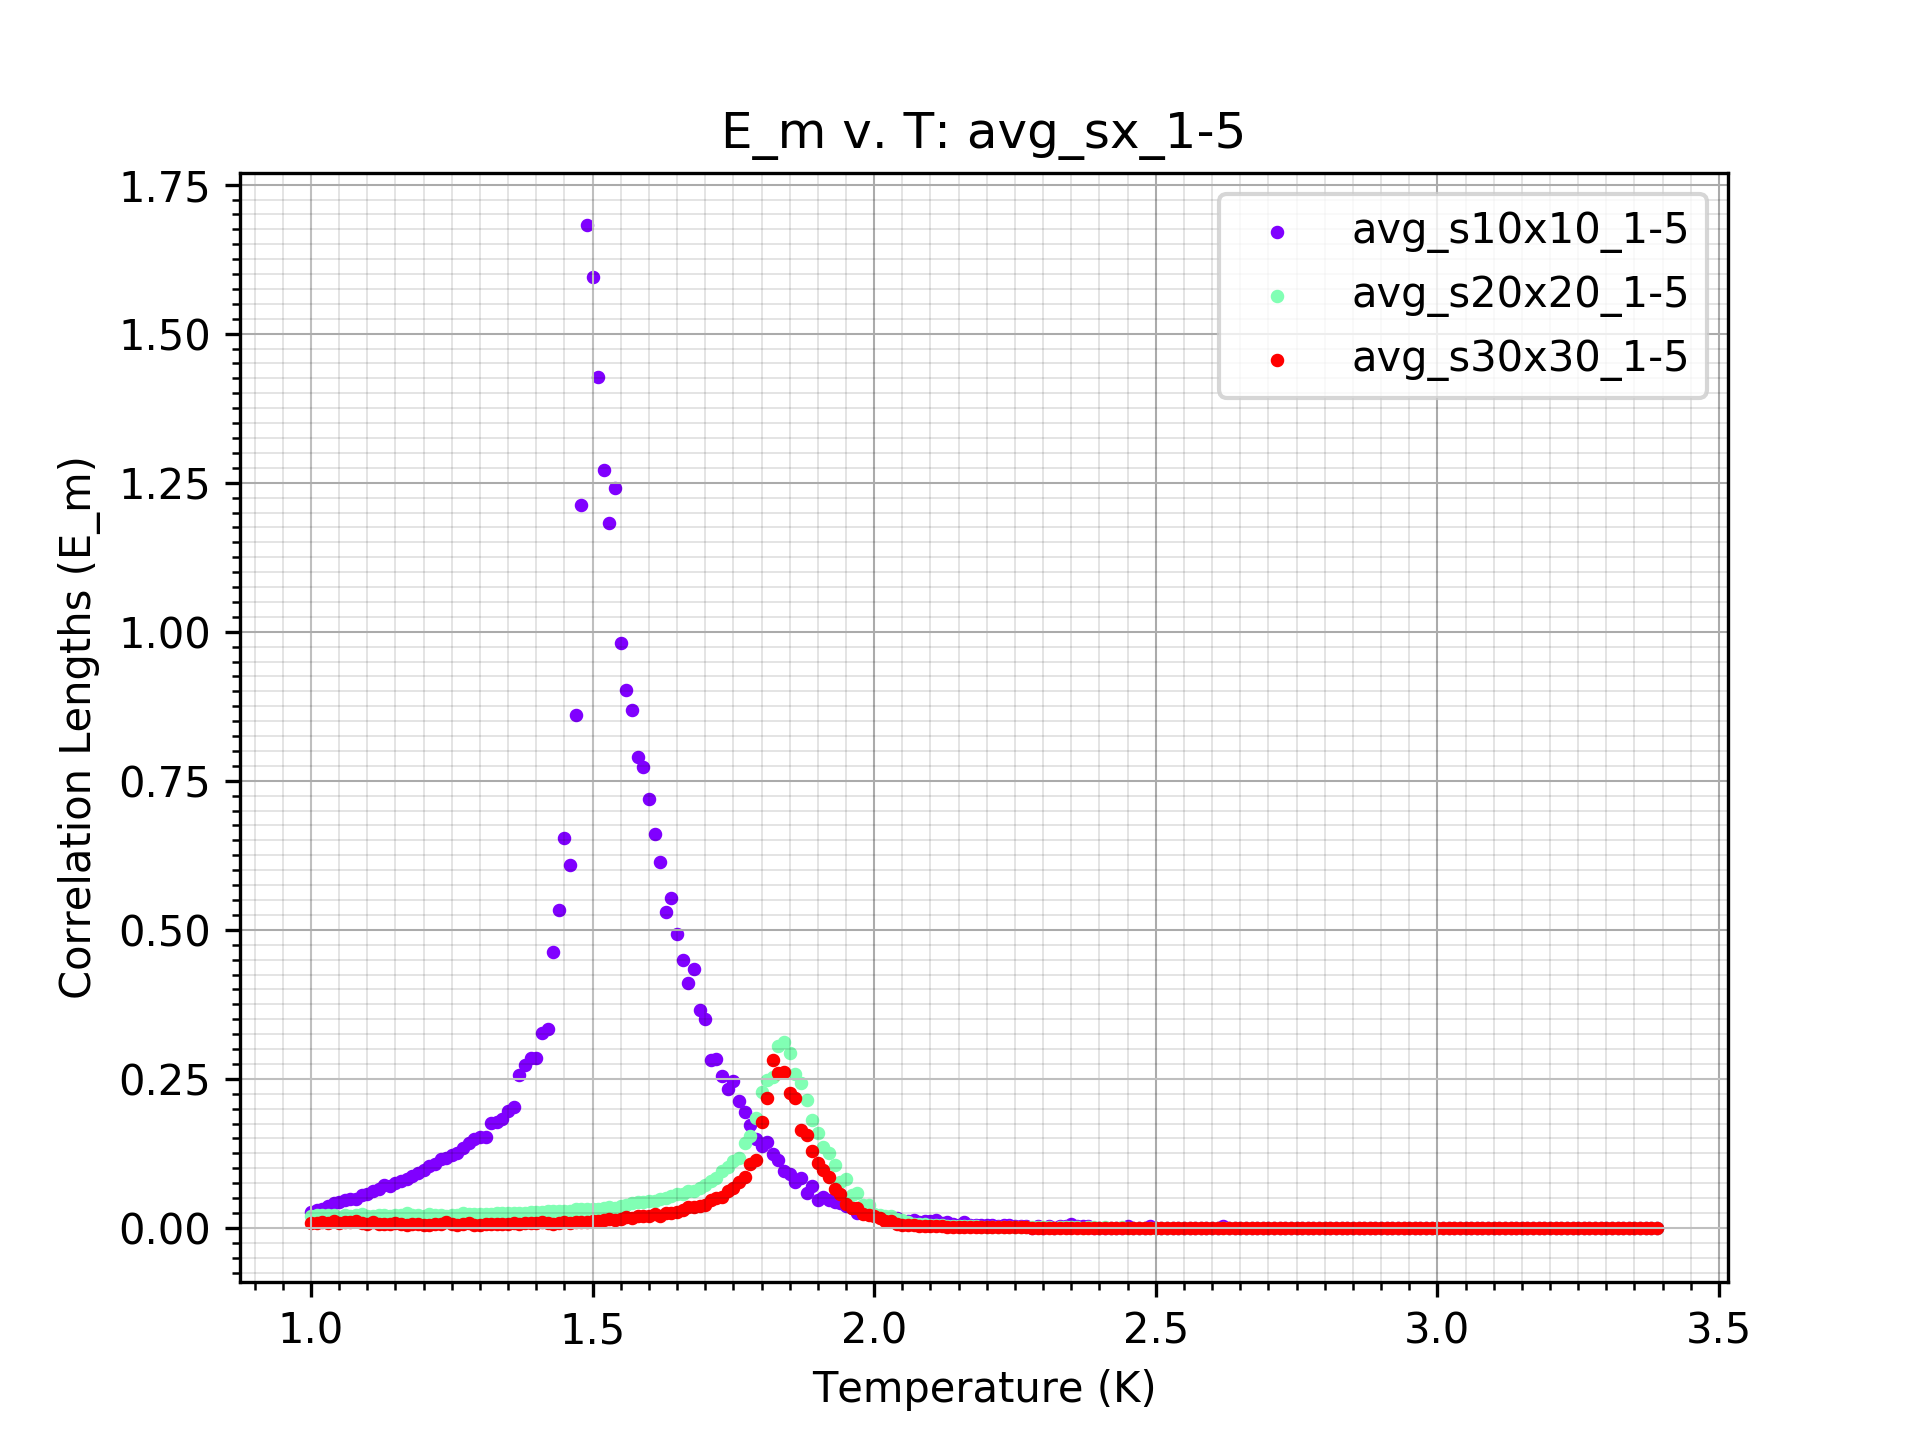 E_m v. T: avg_sx_1-5
avg_s10x10_1-5
avg_s20x20_1-5
avg_s30x30_1-5
Correlation Lengths (E_m)
1.75
1.50
1.25
1.00
0.75
0.50
0.25
0.00
1.0 1.5 2.0 2.5 3.0 3.5
Temperature (K)